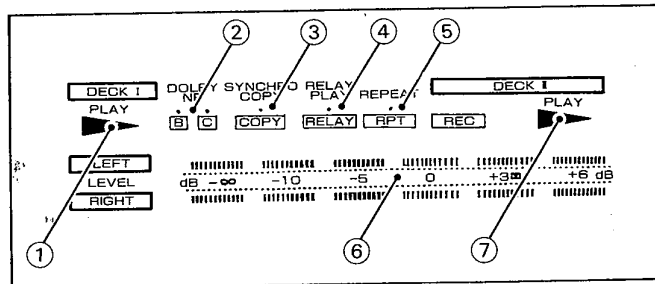 ② ③ ④ ⑤
DECK I DOLBY NR SYNCHRO COPY RELAY PLAY REPEAT DECK II
PLAY B C COPY RELAY RPT REC PLAY
LEFT
LEVEL dB -∞ -10 -5 0 +3 +6 dB
RIGHT
① ⑥ ⑦